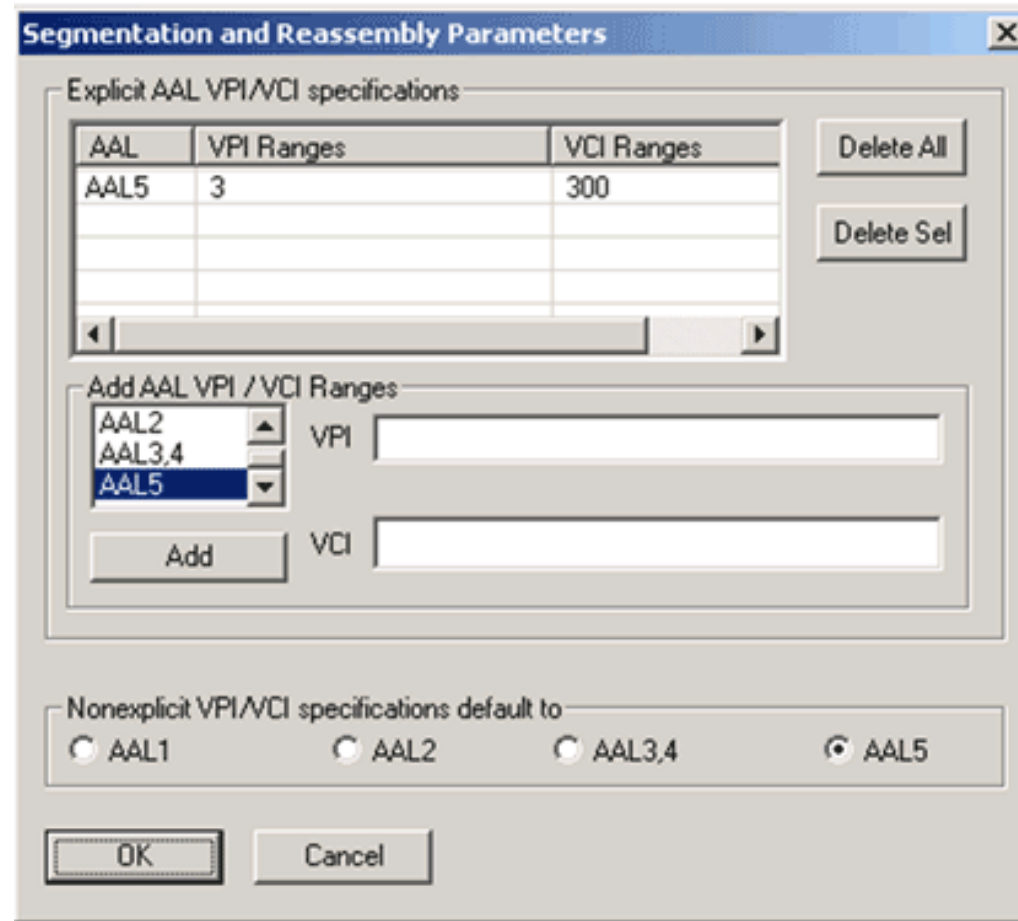 Segmentation and Reassembly Parameters
Explicit AAL VPI/VCI specifications
AAL VPI Ranges VCI Ranges
Delete All
AAL5 3 300
Delete Sel
Add AAL VPI / VCI Ranges
AAL2
AAL3,4
AAL5
VPI
Add
VCI
Nonexplicit VPI/VCI specifications default to
AAL1 AAL2 AAL3,4 AAL5
OK Cancel